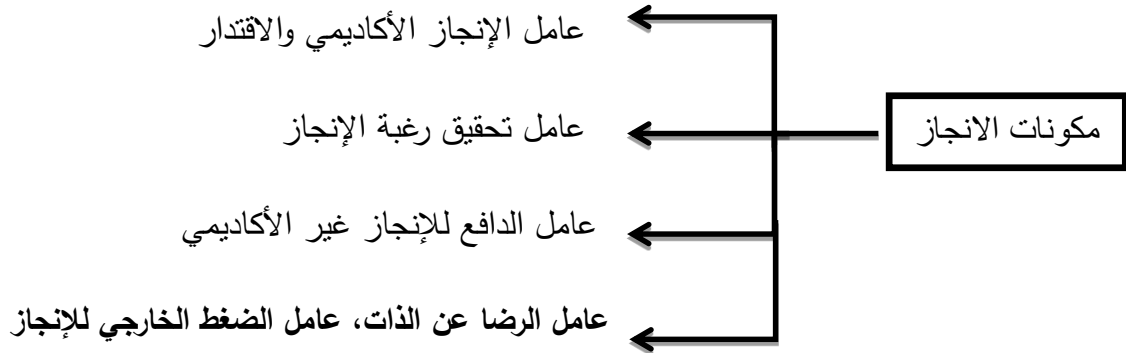 عامل الإنجاز الأكاديمي والاقتدار
مكونات الانجاز
عامل تحقيق رغبة الإنجاز
عامل الدافع للإنجاز غير الأكاديمي
عامل الرضا عن الذات، عامل الضغط الخارجي للإنجاز